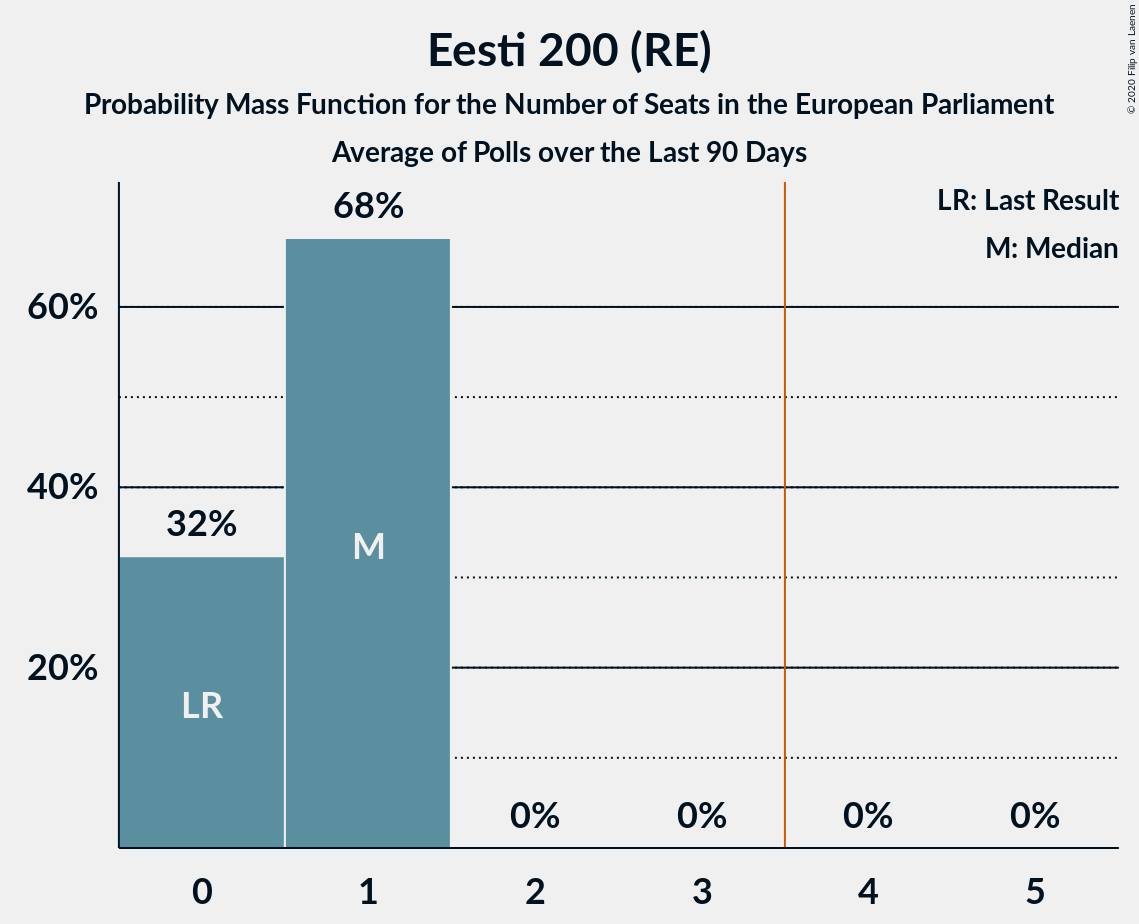 Eesti 200 (RE)
Probability Mass Function for the Number of Seats in the European Parliament
Average of Polls over the Last 90 Days
© 2020 Filip van Laenen
LR: Last Result
M: Median
68%
60%
40%
32%
M
20%
LR
0%
0%
0%
0%
0
1
2
3
4
5